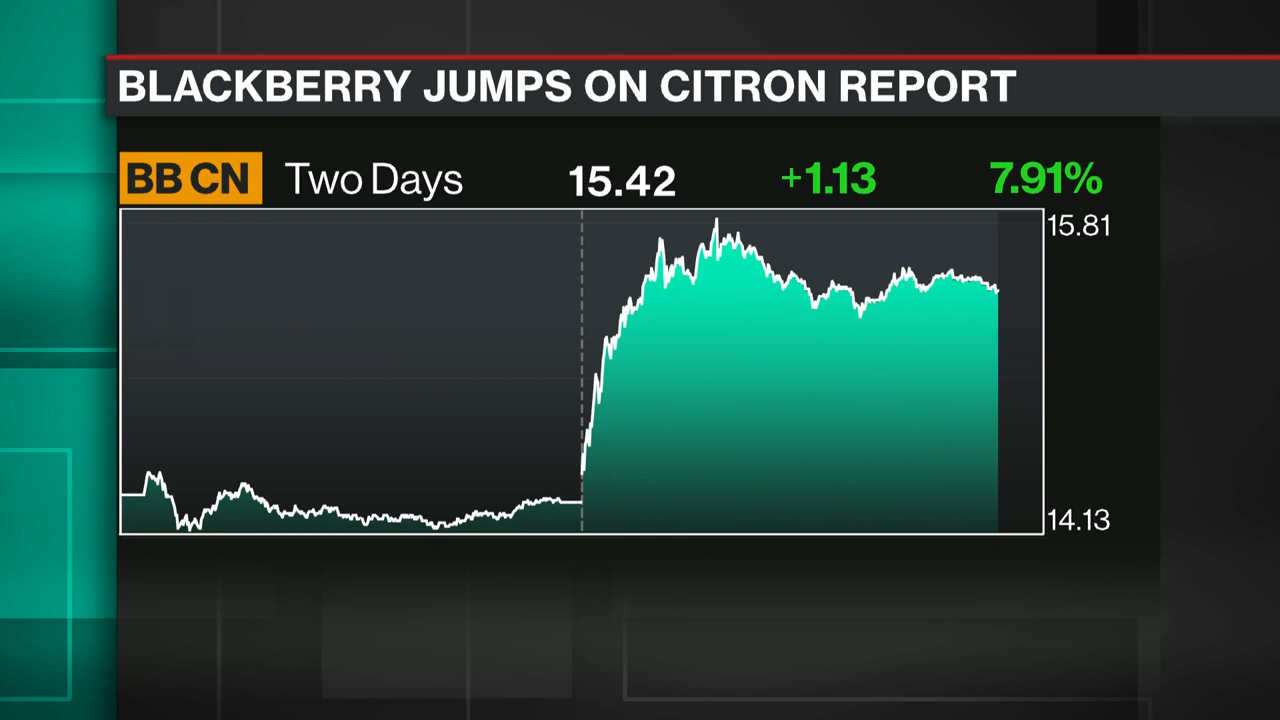 BLACKBERRY JUMPS ON CITRON REPORT
BB CN Two Days 15.42 +1.13 7.91%
15.81
14.13